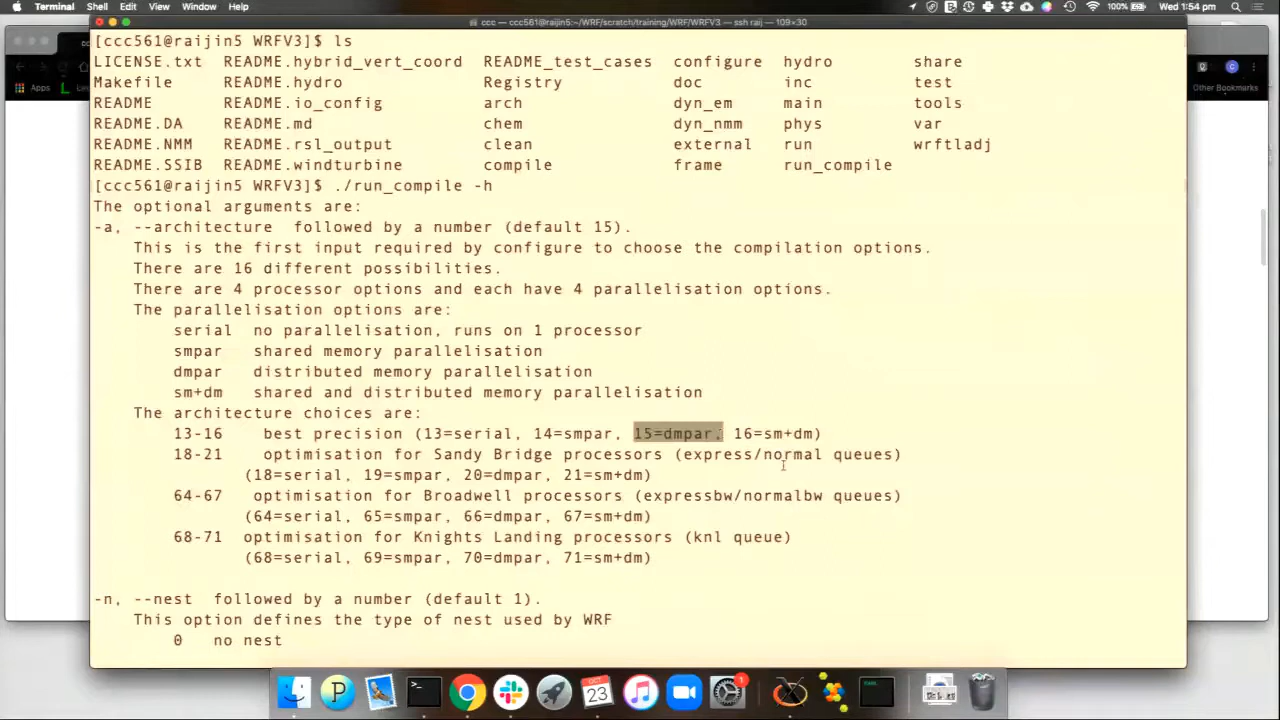 Terminal Shell Edit View Window Help
100% Wed 1:54 pm
ccc — ccc561@raijin5:~/WRF/scratch/training/WRF/WRFV3 — ssh raij — 109×30
Apps
Other Bookmarks
[ccc561@raijin5 WRFV3]$ ls
LICENSE.txt README.hybrid_vert_coord README_test_cases configure hydro share
Makefile README.hydro Registry doc inc test
README README.io_config arch dyn_em main tools
README.DA README.md chem dyn_nmm phys var
README.NMM README.rsl_output clean external run wrftladj
README.SSIB README.windturbine compile frame run_compile
[ccc561@raijin5 WRFV3]$ ./run_compile -h
The optional arguments are:
-a, --architecture followed by a number (default 15).
This is the first input required by configure to choose the compilation options.
There are 16 different possibilities.
There are 4 processor options and each have 4 parallelisation options.
The parallelisation options are:
serial no parallelisation, runs on 1 processor
smpar shared memory parallelisation
dmpar distributed memory parallelisation
sm+dm shared and distributed memory parallelisation
The architecture choices are:
13-16 best precision (13=serial, 14=smpar, 15=dmpar, 16=sm+dm)
18-21 optimisation for Sandy Bridge processors (express/normal queues)
(18=serial, 19=smpar, 20=dmpar, 21=sm+dm)
64-67 optimisation for Broadwell processors (expressbw/normalbw queues)
(64=serial, 65=smpar, 66=dmpar, 67=sm+dm)
68-71 optimisation for Knights Landing processors (knl queue)
(68=serial, 69=smpar, 70=dmpar, 71=sm+dm)
-n, --nest followed by a number (default 1).
This option defines the type of nest used by WRF
0 no nest
OCT
23
1